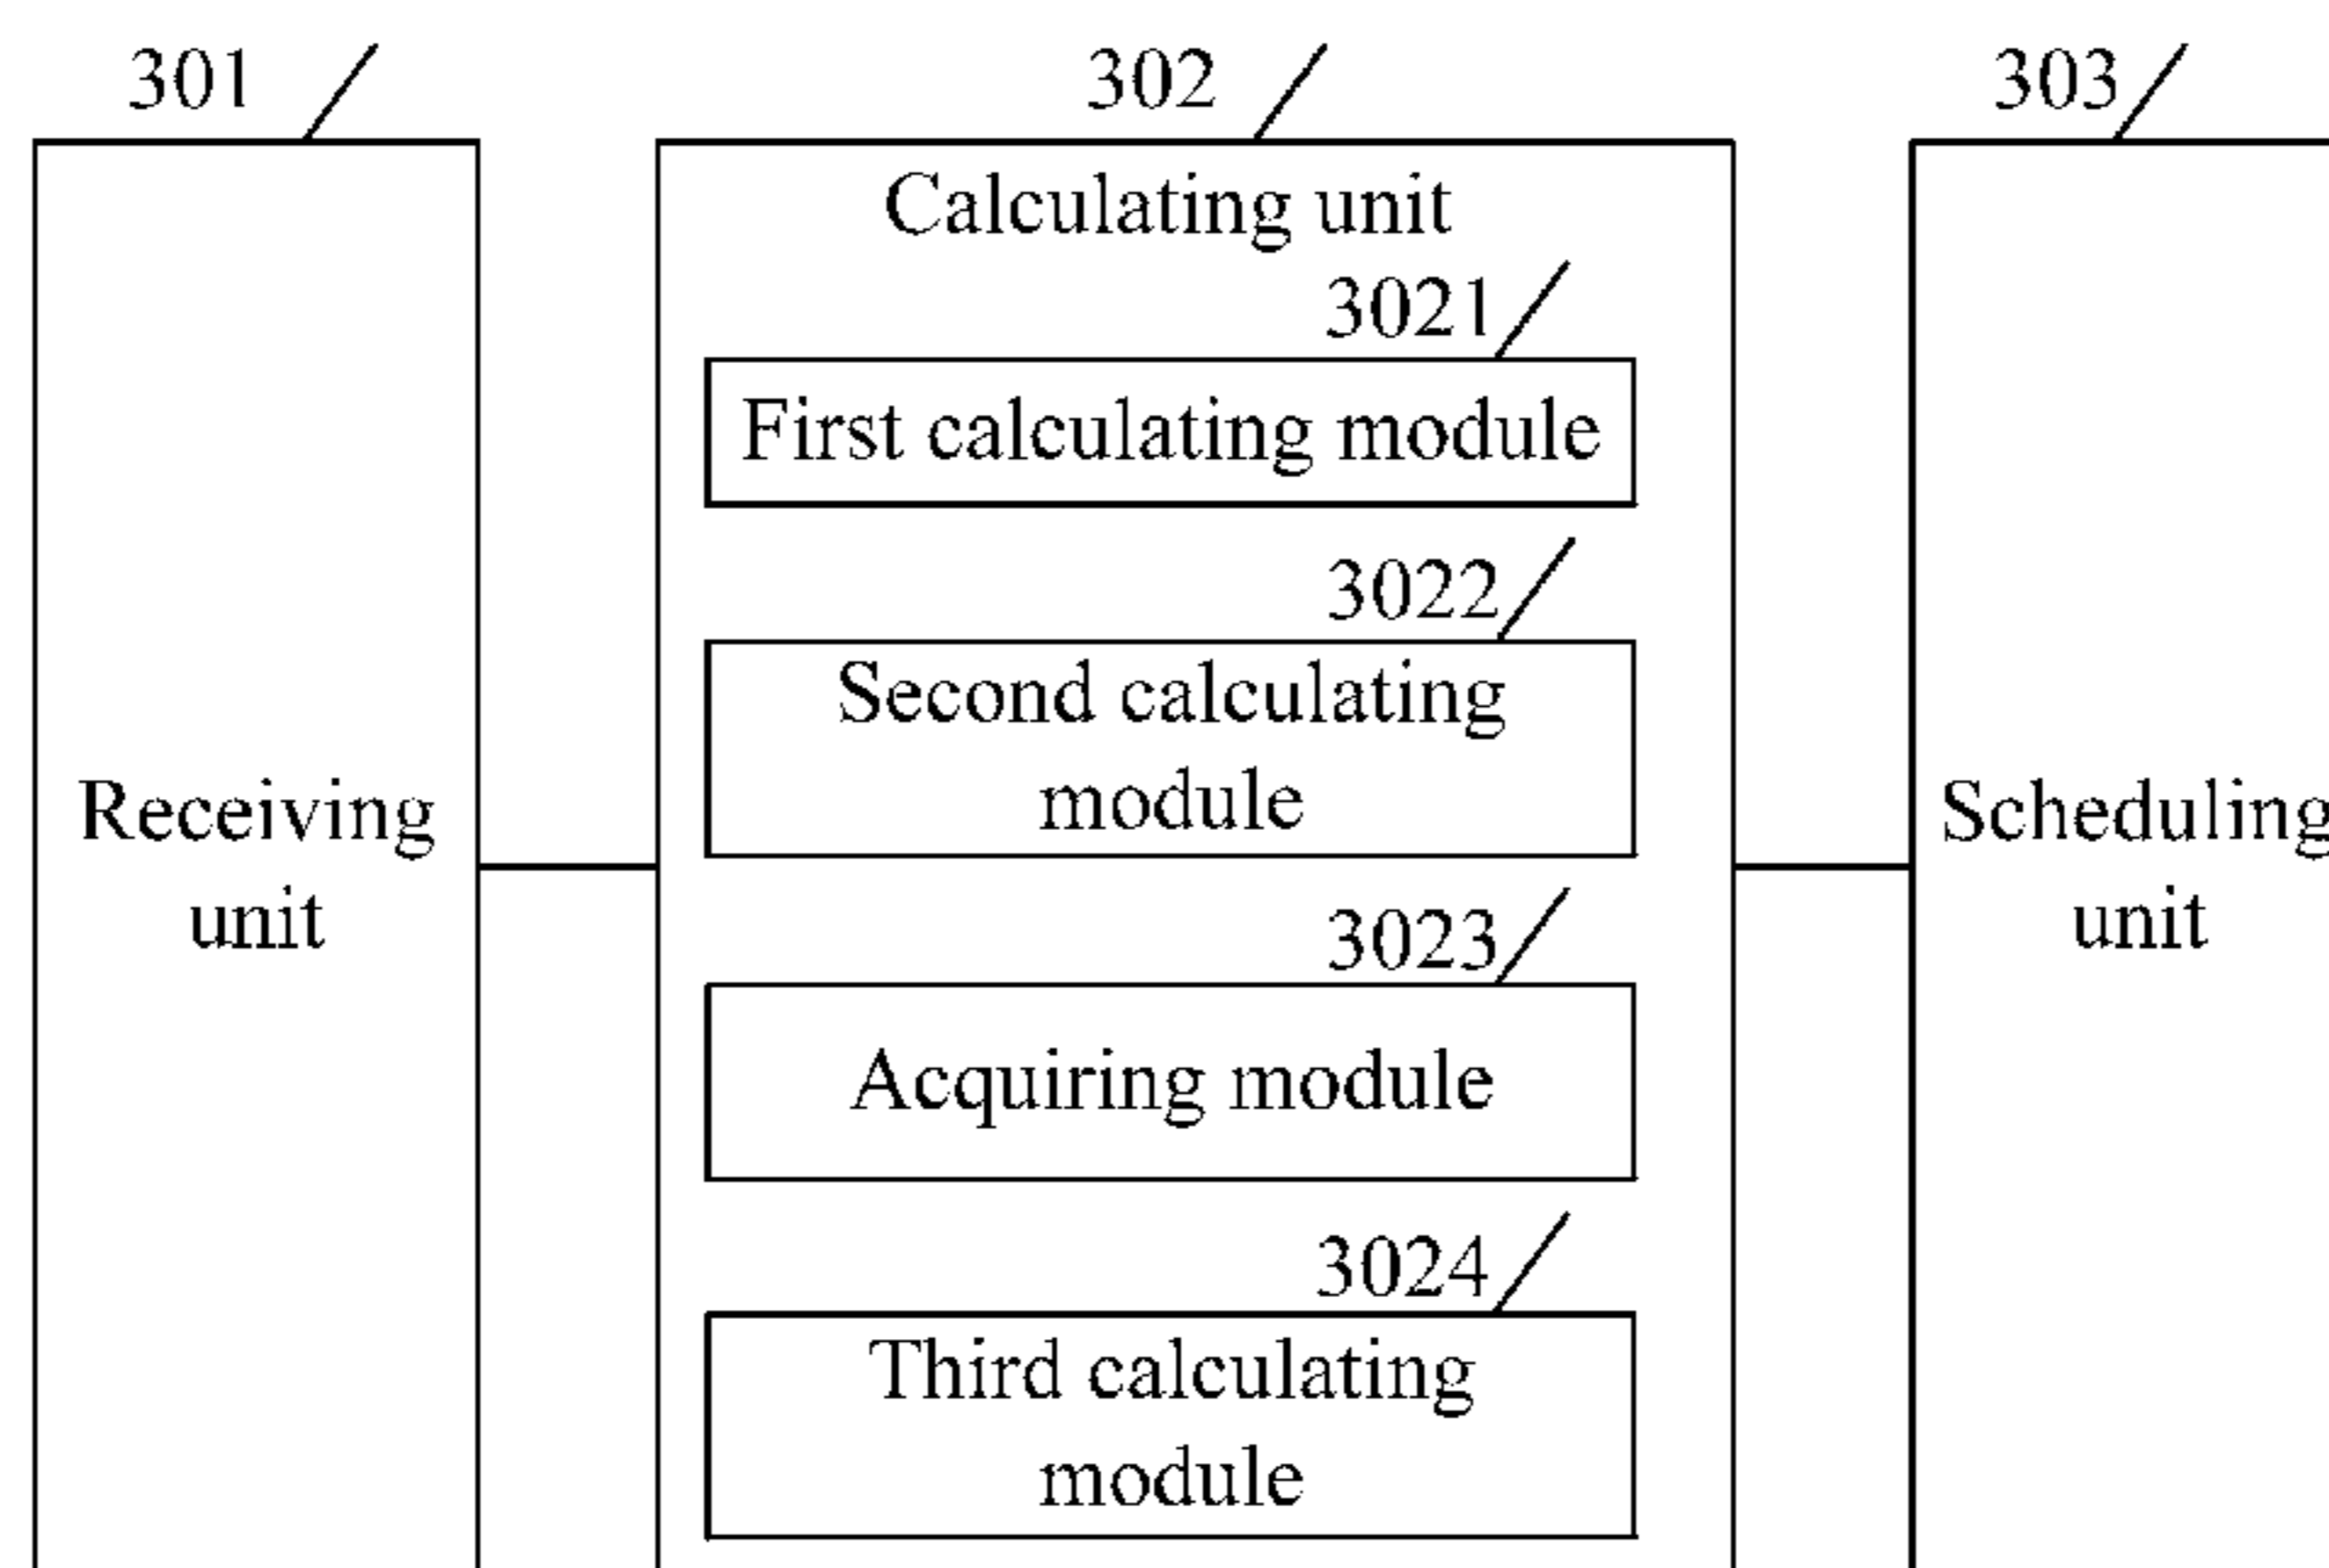 301
302
303
Calculating unit
3021
First calculating module
3022
Second calculating
module
Receiving
unit
Scheduling
unit
3023
Acquiring module
3024
Third calculating
module